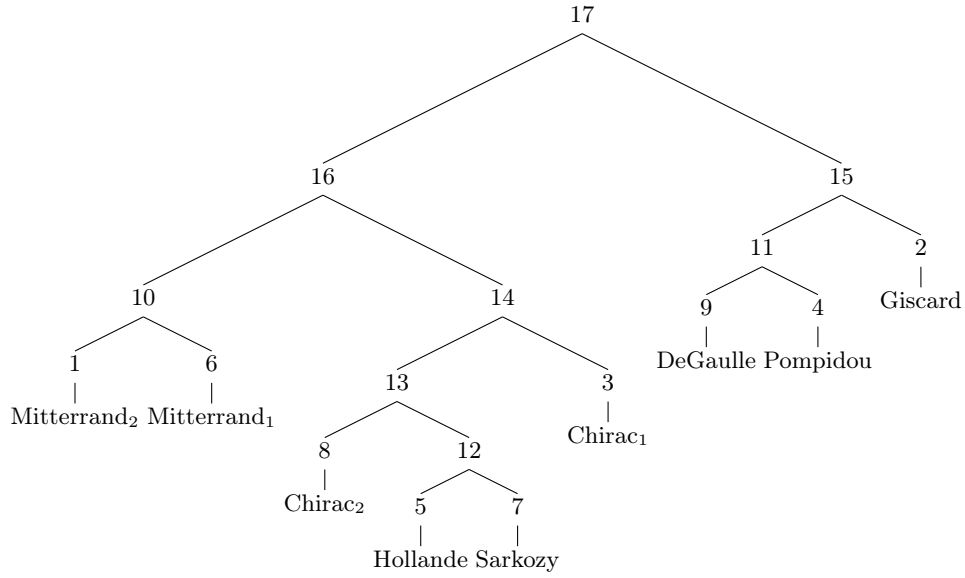 17
16 15
11 2
10 14 Giscard
9 4
DeGaulle Pompidou
1 6 13 3
Mitterrand₂ Mitterrand₁ Chirac₁
8 12
Chirac₂ 5 7
Hollande Sarkozy